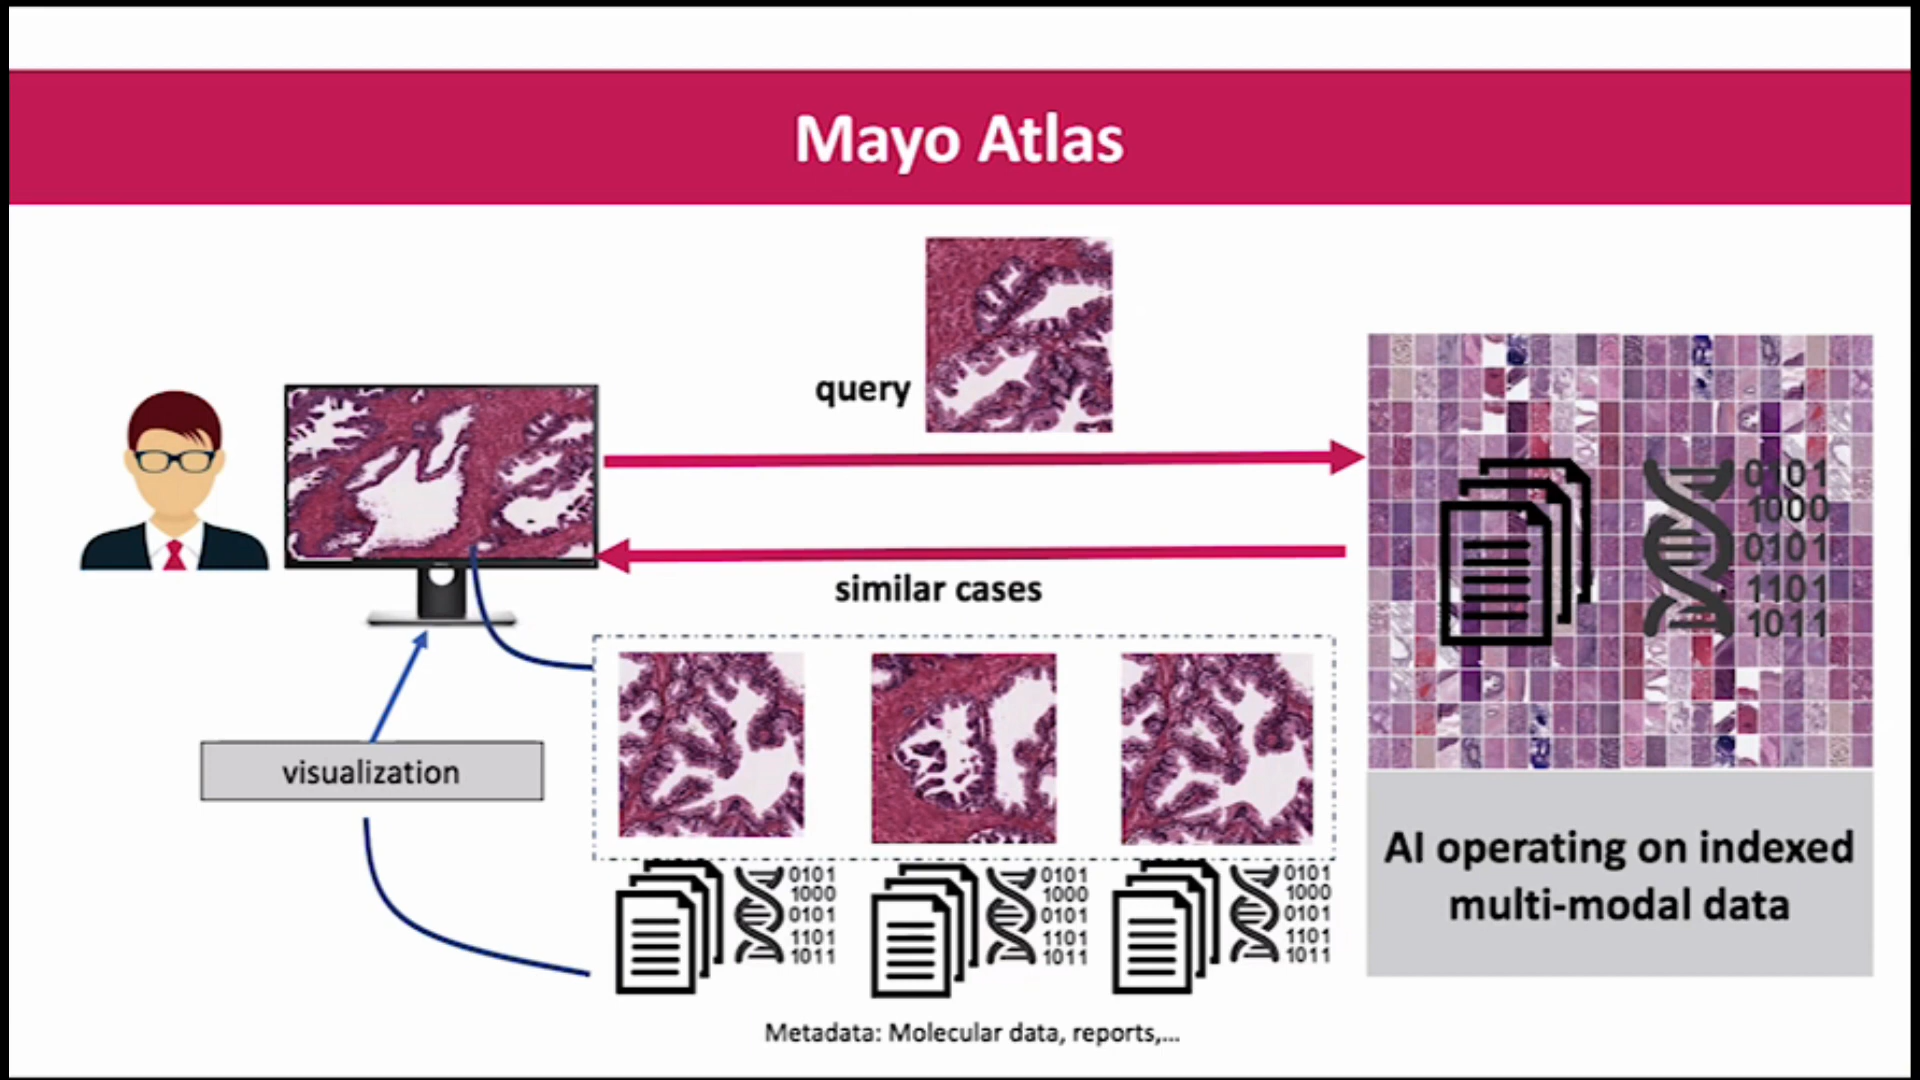 Mayo Atlas
query
similar cases
0101
1000
0101
1101
1011
visualization
AI operating on indexed
multi-modal data
0101
1000
0101
1101
1011
0101
1000
0101
1101
1011
0101
1000
0101
1101
1011
Metadata: Molecular data, reports,...